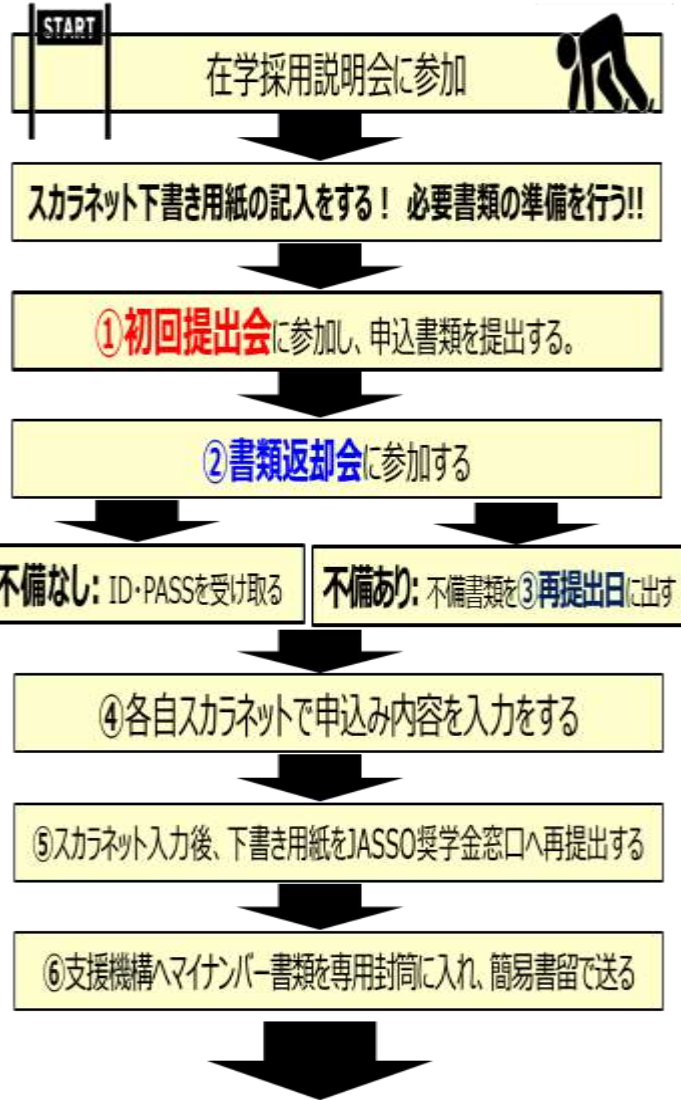 START
在学採用説明会に参加
スカラネット下書き用紙の記入をする！ 必要書類の準備を行う!!
①初回提出会に参加し、申込書類を提出する。
②書類返却会に参加する
不備なし: ID・PASSを受け取る
不備あり: 不備書類を③再提出日に出す
④各自スカラネットで申込み内容を入力をする
⑤スカラネット入力後、下書き用紙をJASSO奨学金窓口へ再提出する
⑥支援機構へマイナンバー書類を専用封筒に入れ、簡易書留で送る